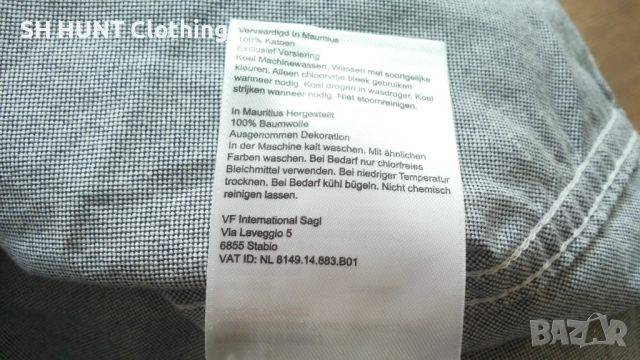 SH HUNT Clothing
Vervaardigd in Mauritius
100% Katoen
Exclusief Versiering
Koel Machinewassen. Wassen met soortgelijke
kleuren. Alleen chloorvrije bleek gebruiken
wanneer nodig. Koel drogen in wasdroger. Koel
strijken wanneer nodig. Niet stoomreinigen.
In Mauritius Hergestellt
100% Baumwolle
Ausgenommen Dekoration
In der Maschine kalt waschen. Mit ähnlichen
Farben waschen. Bei Bedarf nur chlorfreies
Bleichmittel verwenden. Bei niedriger Temperatur
trocknen. Bei Bedarf kühl bügeln. Nicht chemisch
reinigen lassen.
VF International Sagl
Via Laveggio 5
6855 Stabio
VAT ID: NL 8149.14.883.B01
BAZAR